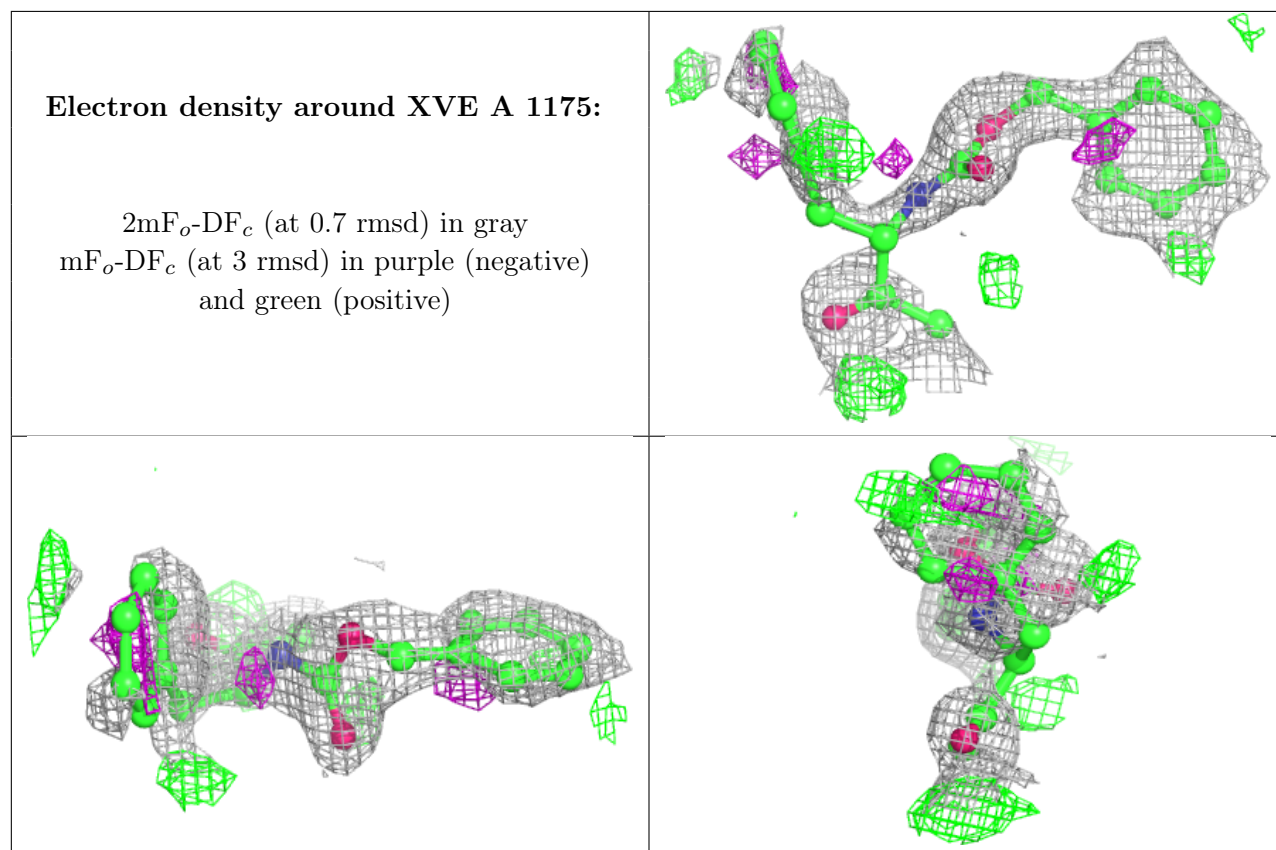 Electron density around XVE A 1175:
2mFo-DFc (at 0.7 rmsd) in gray
mFo-DFc (at 3 rmsd) in purple (negative)
and green (positive)